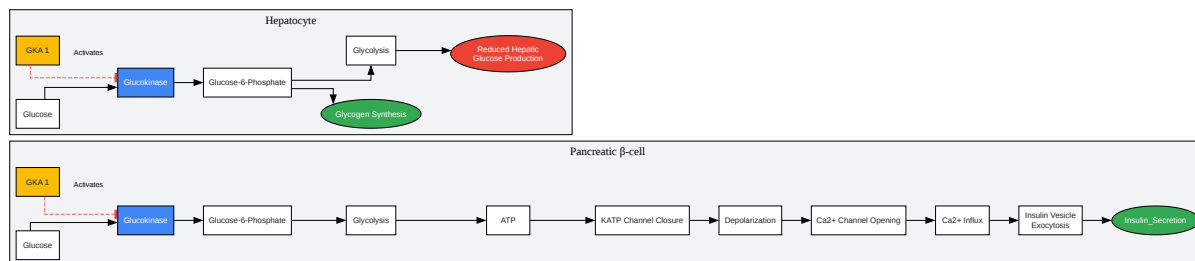 Hepatocyte
GKA 1
Activates
Glycolysis
Reduced Hepatic
Glucose Production
Glucokinase
Glucose-6-Phosphate
Glucose
Glycogen Synthesis
Pancreatic β-cell
GKA 1
Activates
Glucokinase
Glucose-6-Phosphate
Glycolysis
ATP
KATP Channel Closure
Depolarization
Ca2+ Channel Opening
Ca2+ Influx
Insulin Vesicle
Exocytosis
Insulin_Secretion
Glucose